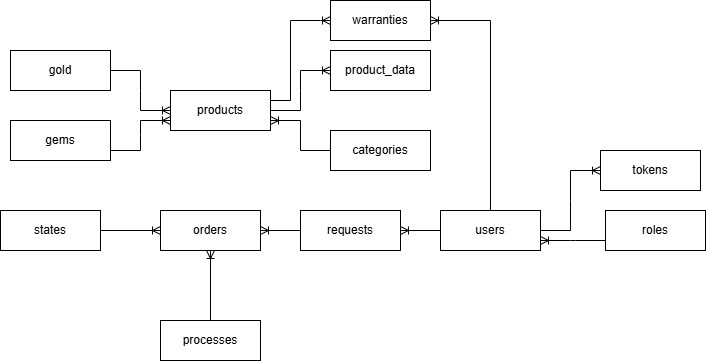 warranties
gold
product_data
products
gems
categories
tokens
states
orders
requests
users
roles
processes